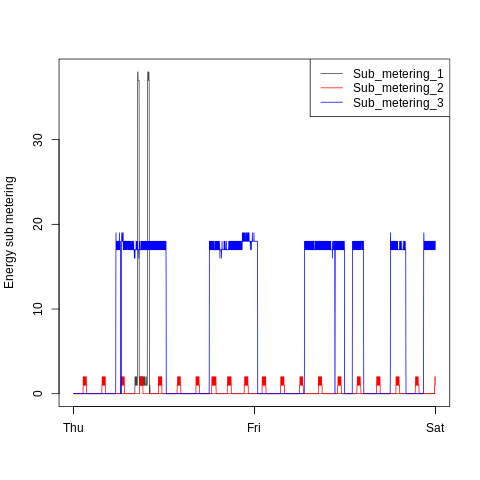 Sub_metering_1
Sub_metering_2
Sub_metering_3
Energy sub metering
30
20
10
0
Thu
Fri
Sat